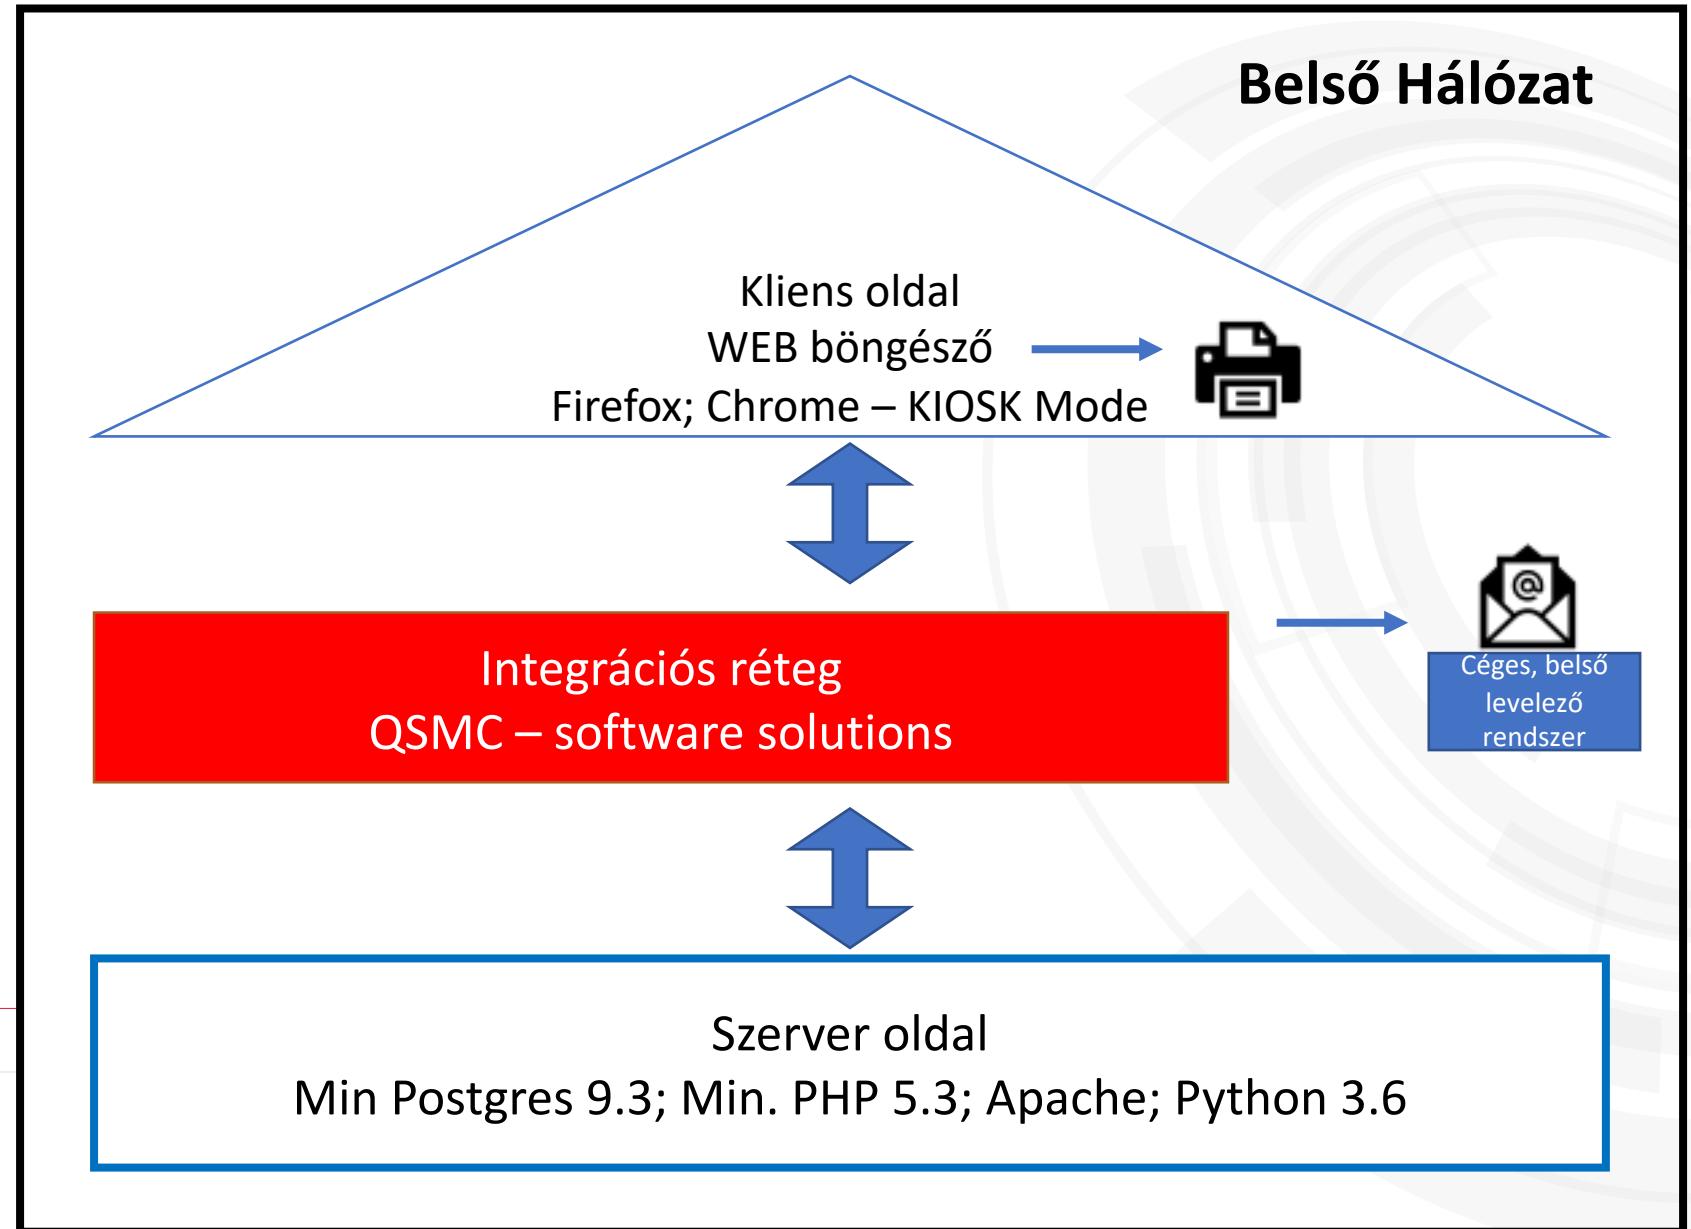 Belső Hálózat
Kliens oldal
WEB böngésző
Firefox; Chrome – KIOSK Mode
Integrációs réteg
QSMC – software solutions
Céges, belső
levelező
rendszer
Szerver oldal
Min Postgres 9.3; Min. PHP 5.3; Apache; Python 3.6